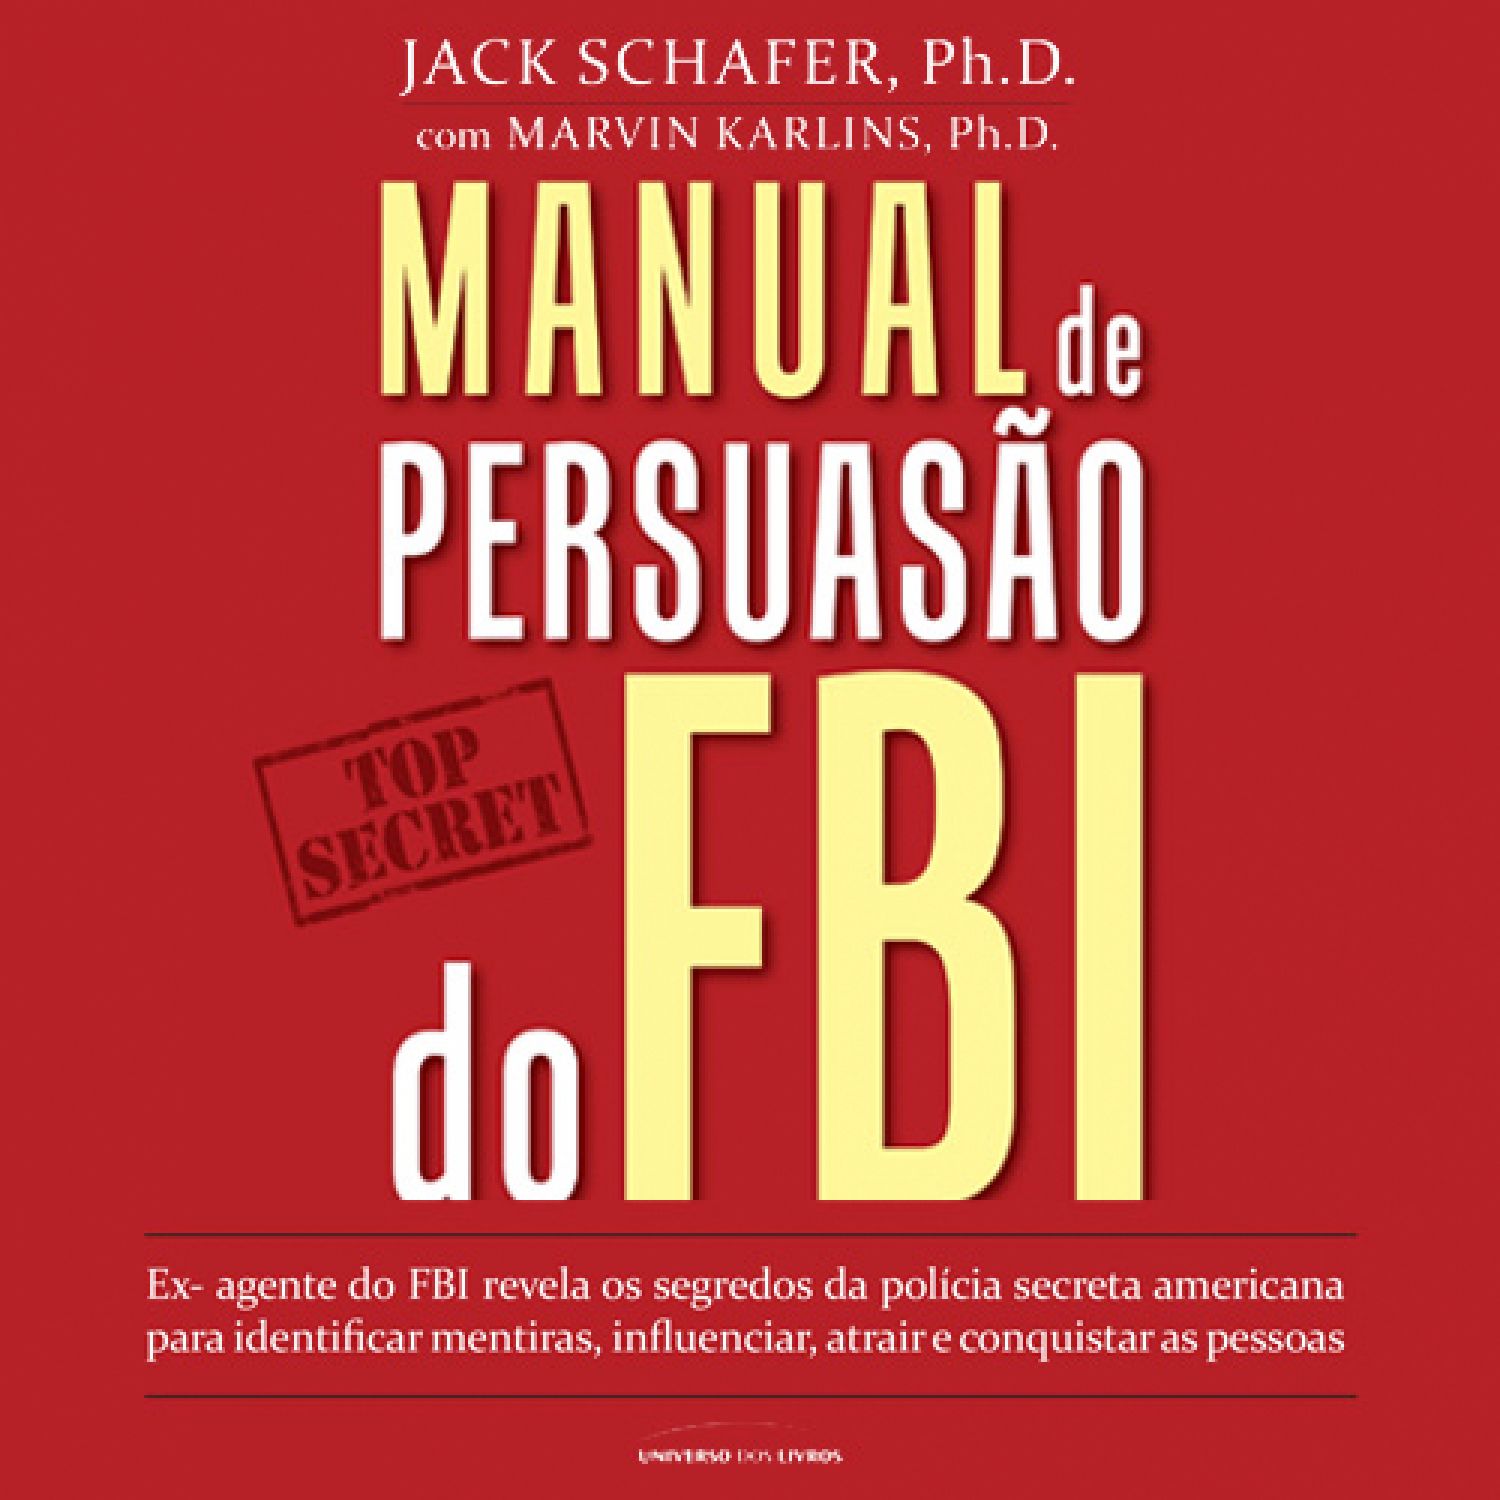 JACK SCHAFER, Ph.D.
com MARVIN KARLINS, Ph.D.
MANUAL de
PERSUASÃO
TOP
SECRET
do FBI
Ex- agente do FBI revela os segredos da polícia secreta americana
para identificar mentiras, influenciar, atrair e conquistar as pessoas
UNIVERSO DOS LIVROS